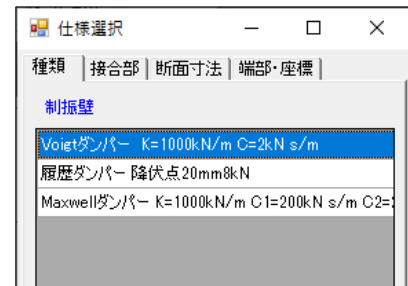 仕様選択
種類 接合部 断面寸法 端部・座標
制振壁
Voigtダンパー K=1000kN/m C=2kN s/m
履歴ダンパー 降伏点20mm8kN
Maxwellダンパー K=1000kN/m C1=200kN s/m C2=